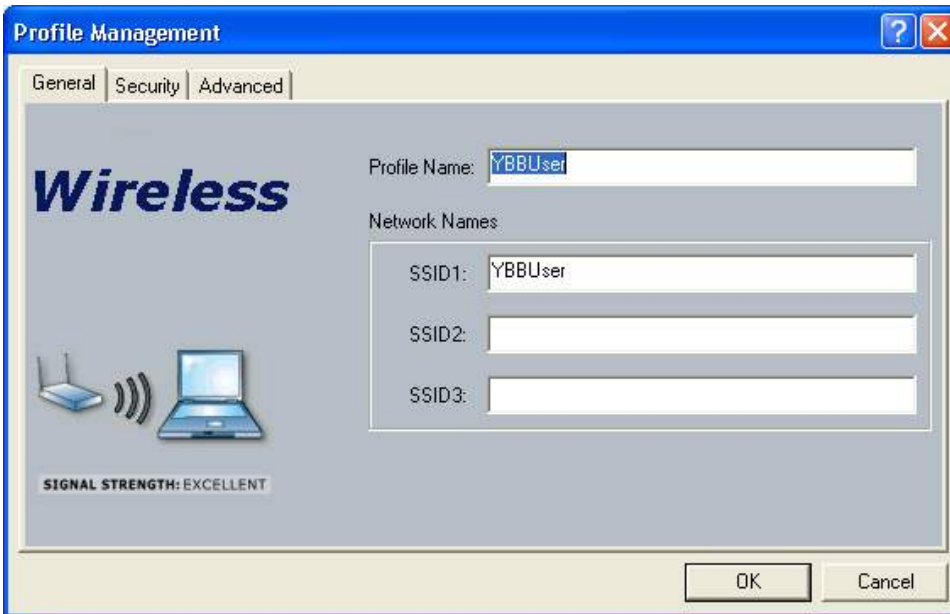 Profile Management
General Security Advanced
Wireless
Profile Name: YBBUser
Network Names
SSID1: YBBUser
SSID2:
SSID3:
SIGNAL STRENGTH: EXCELLENT
OK Cancel